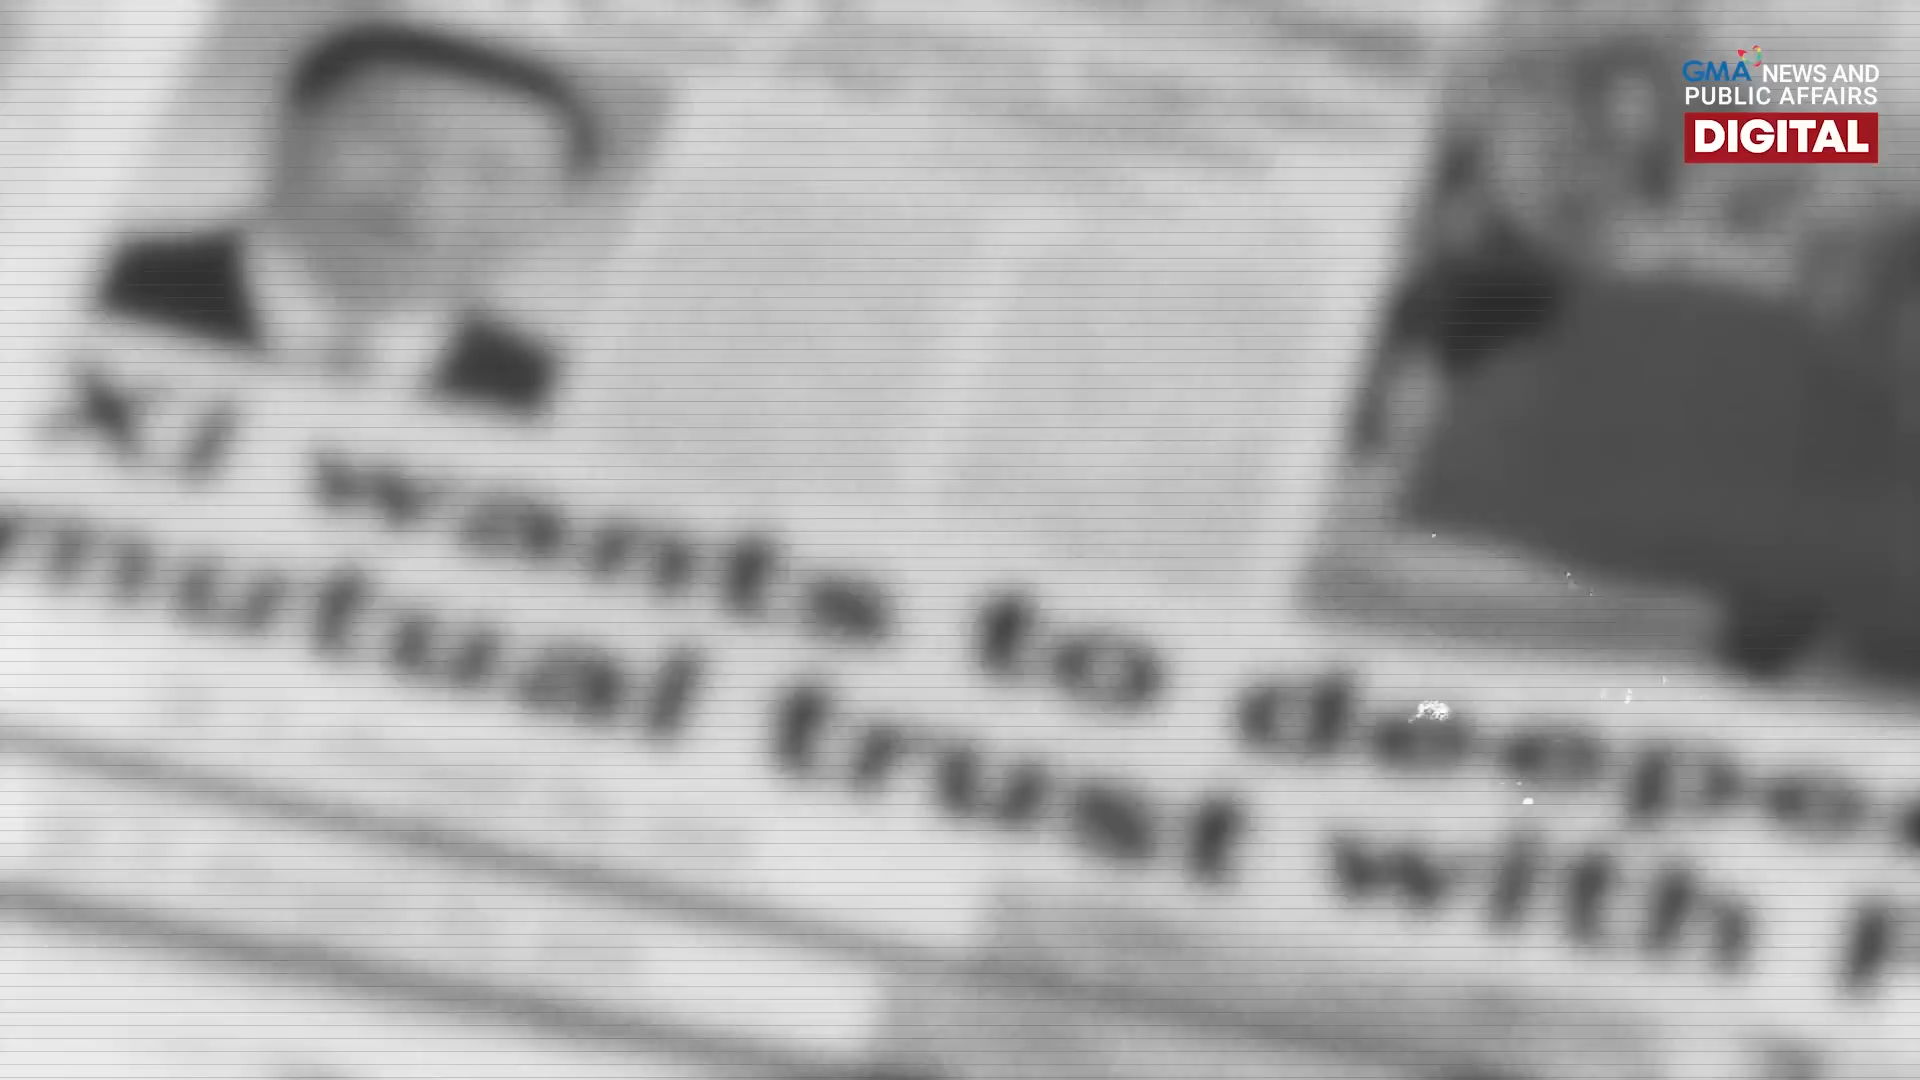 GMA NEWS AND
PUBLIC AFFAIRS
DIGITAL
Xi wants to
mutual trust with